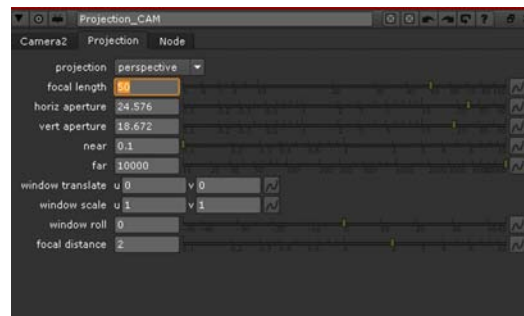 Projection_CAM ?
Camera2 Projection Node
projection perspective
focal length 50
horiz aperture 24.576
vert aperture 18.672
near 0.1
far 10000
window translate u 0 v 0
window scale u 1 v 1
window roll 0
focal distance 2